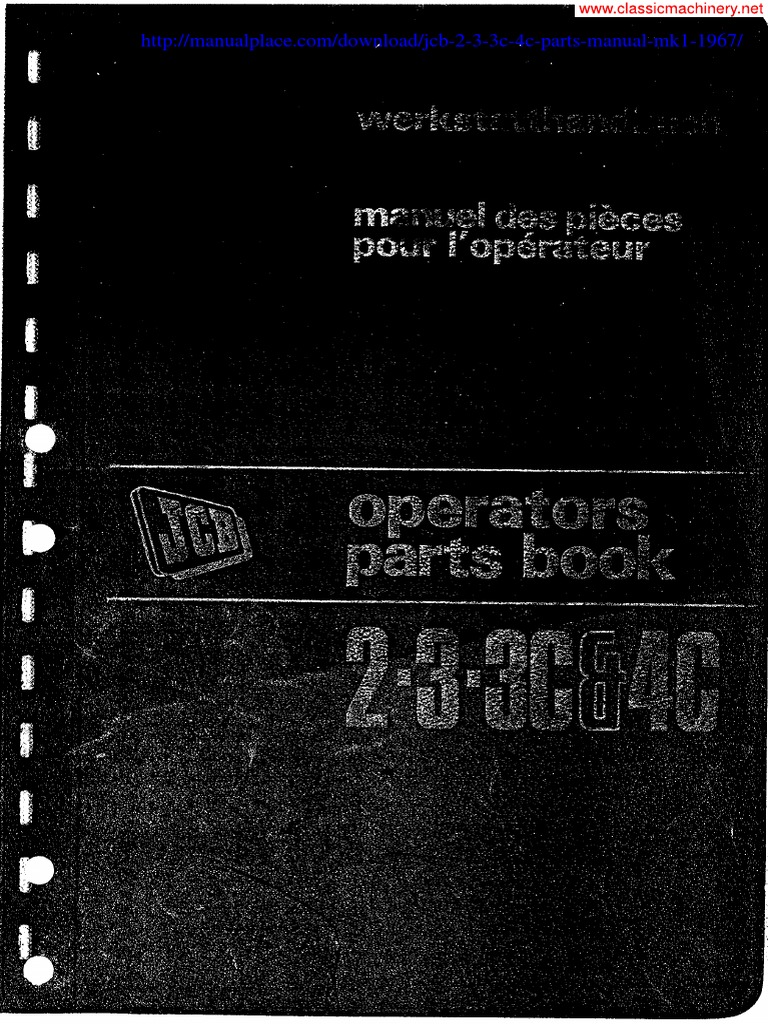 www.classicmachinery.net
http://manualplace.com/download/jcb-2-3-3c-4c-parts-manual-mk1-1967/
werkstatthandbuch
manuel des pièces
pour l'opérateur
JCB
operators
parts book
2·3·3C&4C